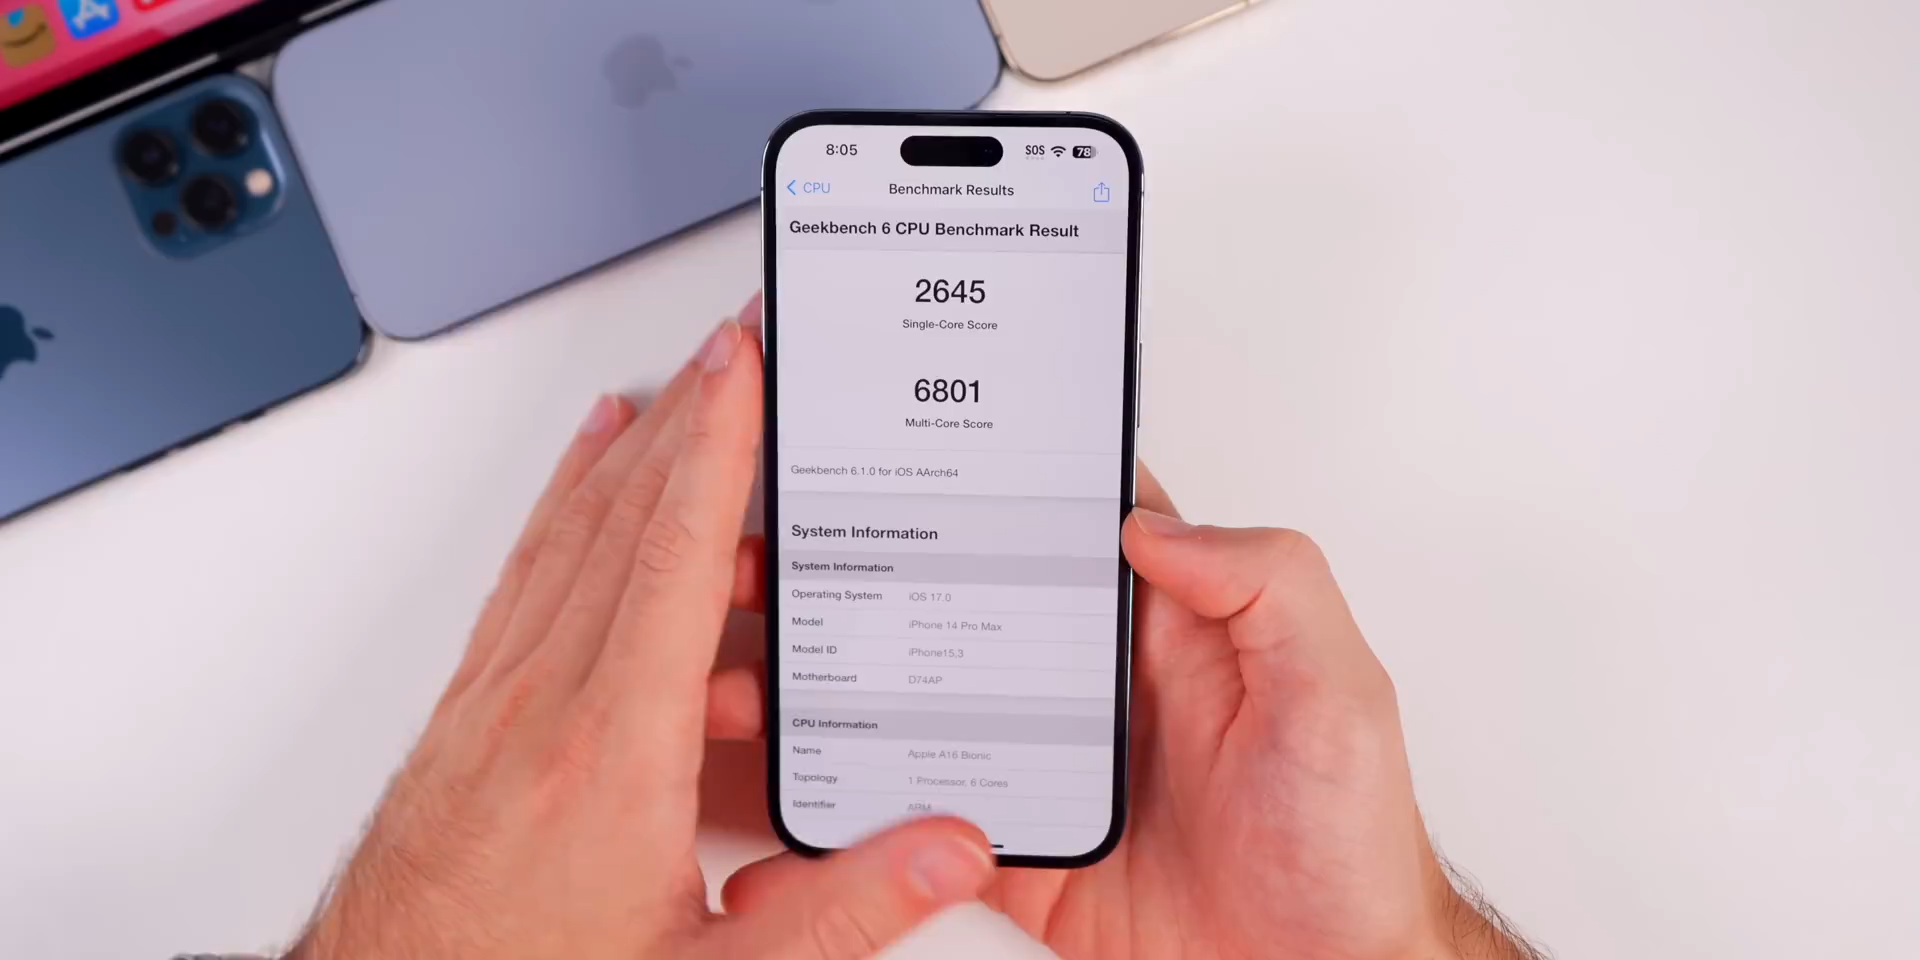 8:05 SOS 78
CPU Benchmark Results
Geekbench 6 CPU Benchmark Result
2645
Single-Core Score
6801
Multi-Core Score
Geekbench 6.1.0 for iOS AArch64
System Information
System Information
Operating System iOS 17.0
Model iPhone 14 Pro Max
Model ID iPhone15,3
Motherboard D74AP
CPU Information
Name Apple A16 Bionic
Topology 1 Processor, 6 Cores
Identifier ARM